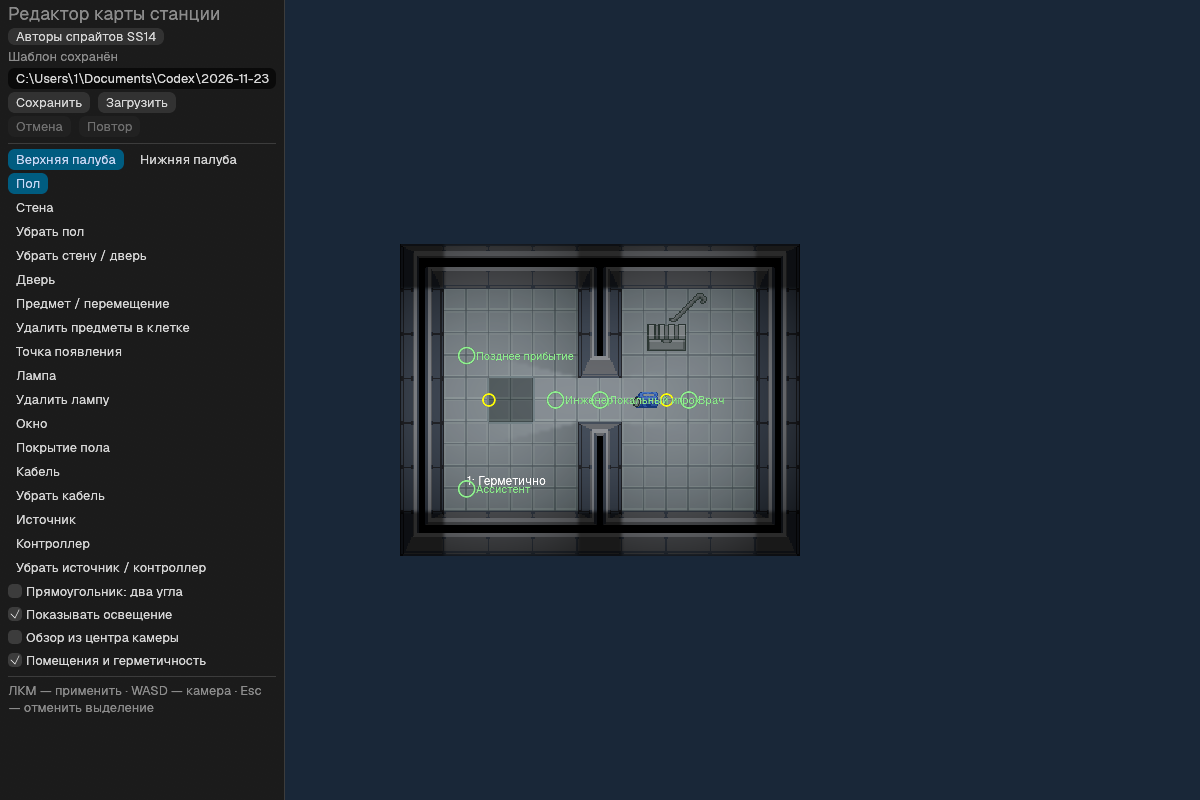 Редактор карты станции
Авторы спрайтов SS14
Шаблон сохранён
C:\Users\1\Documents\Codex\2026-11-23
Сохранить Загрузить
Отмена Повтор
Верхняя палуба Нижняя палуба
Пол
Стена
Убрать пол
Убрать стену / дверь
Дверь
Предмет / перемещение
Удалить предметы в клетке
Точка появления
Лампа
Удалить лампу
Окно
Покрытие пола
Кабель
Убрать кабель
Источник
Контроллер
Убрать источник / контроллер
Прямоугольник: два угла
Показывать освещение
Обзор из центра камеры
Помещения и герметичность
ЛКМ — применить · WASD — камера · Esc
— отменить выделение
Позднее прибытие
Инженер Локальный Врач
1: Герметично
Ассистент